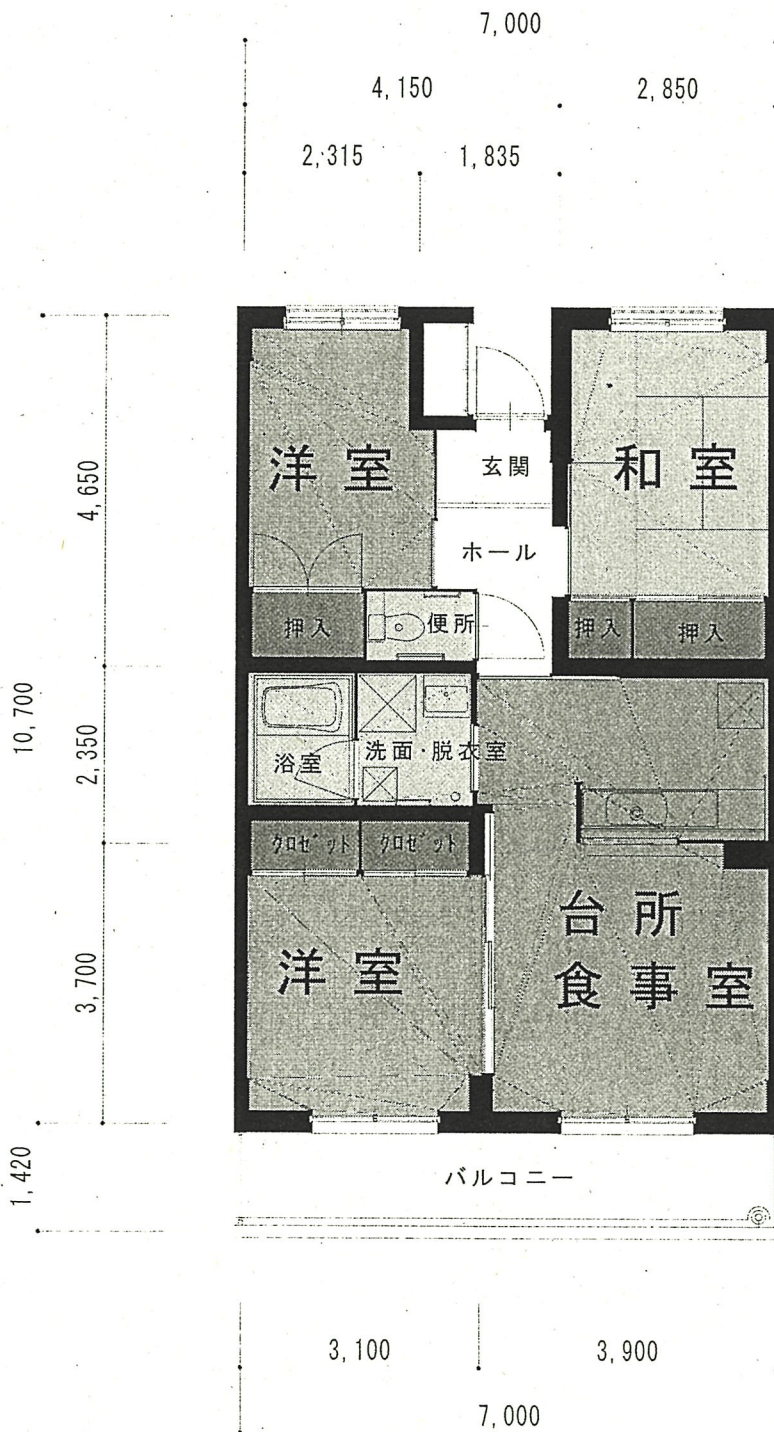 7,000
4,150
2,850
2,315
1,835
洋室
玄関
和室
ホール
押入
便所
押入
押入
4,650
10,700
2,350
浴室
洗面・脱衣室
クロゼット
クロゼット
台所
食事室
洋室
3,700
1,420
バルコニー
3,100
3,900
7,000